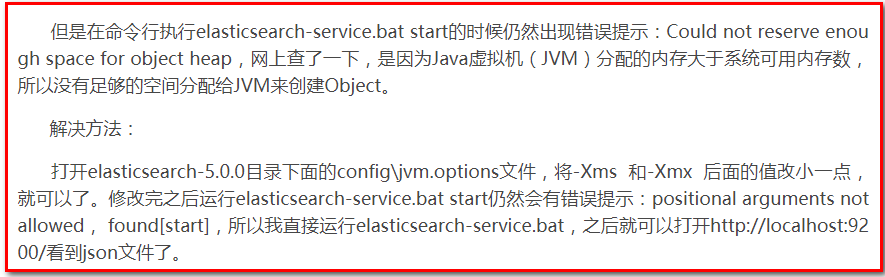 但是在命令行执行elasticsearch-service.bat start的时候仍然出现错误提示：Could not reserve enou
gh space for object heap，网上查了一下，是因为Java虚拟机（JVM）分配的内存大于系统可用内存数，
所以没有足够的空间分配给JVM来创建Object。
解决方法：
打开elasticsearch-5.0.0目录下面的config\jvm.options文件，将-Xms 和-Xmx 后面的值改小一点，
就可以了。修改完之后运行elasticsearch-service.bat start仍然会有错误提示：positional arguments not
allowed， found[start]，所以我直接运行elasticsearch-service.bat，之后就可以打开http://localhost:92
00/看到json文件了。